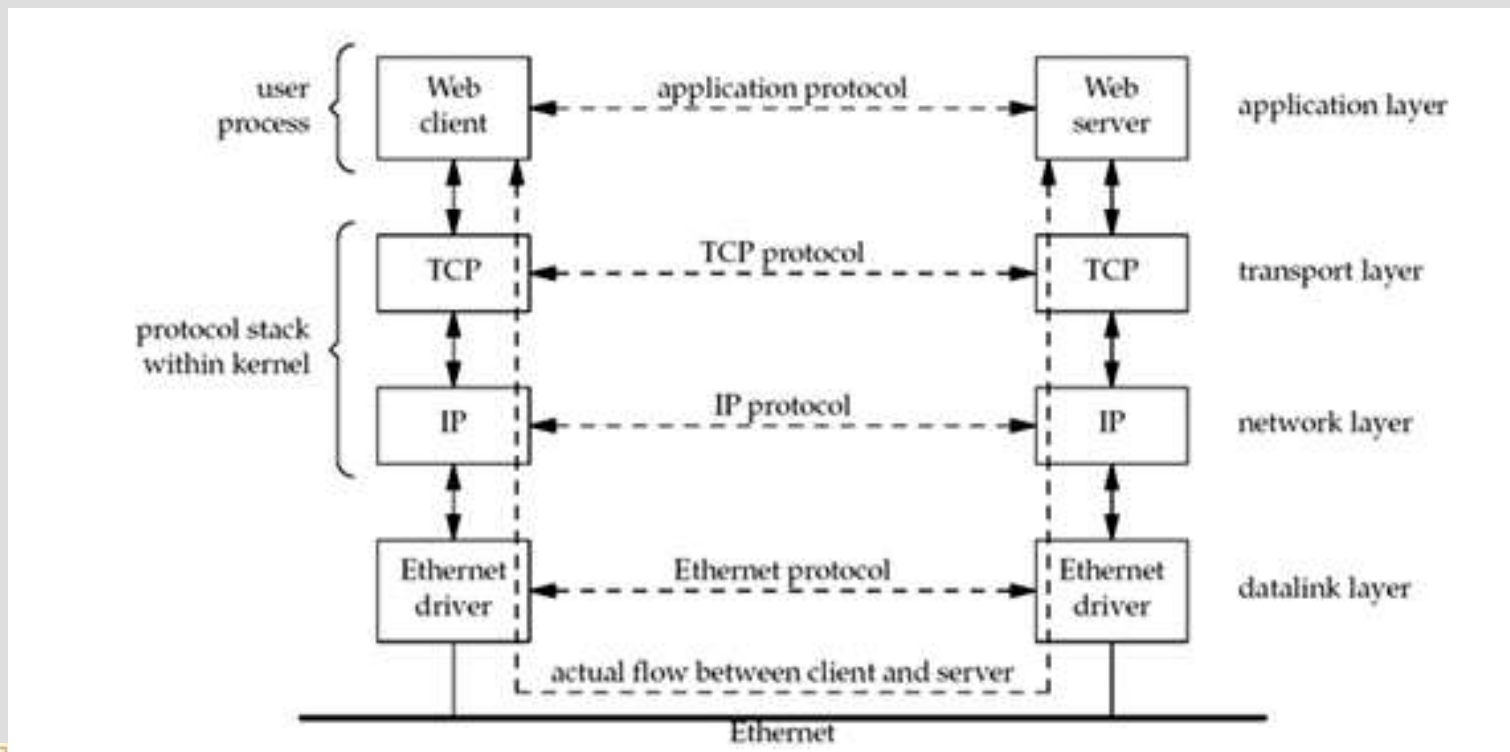 user
process
Web
client
application protocol
Web
server
application layer
TCP
TCP protocol
TCP
transport layer
protocol stack
within kernel
IP
IP protocol
IP
network layer
Ethernet
driver
Ethernet protocol
Ethernet
driver
datalink layer
actual flow between client and server
Ethernet